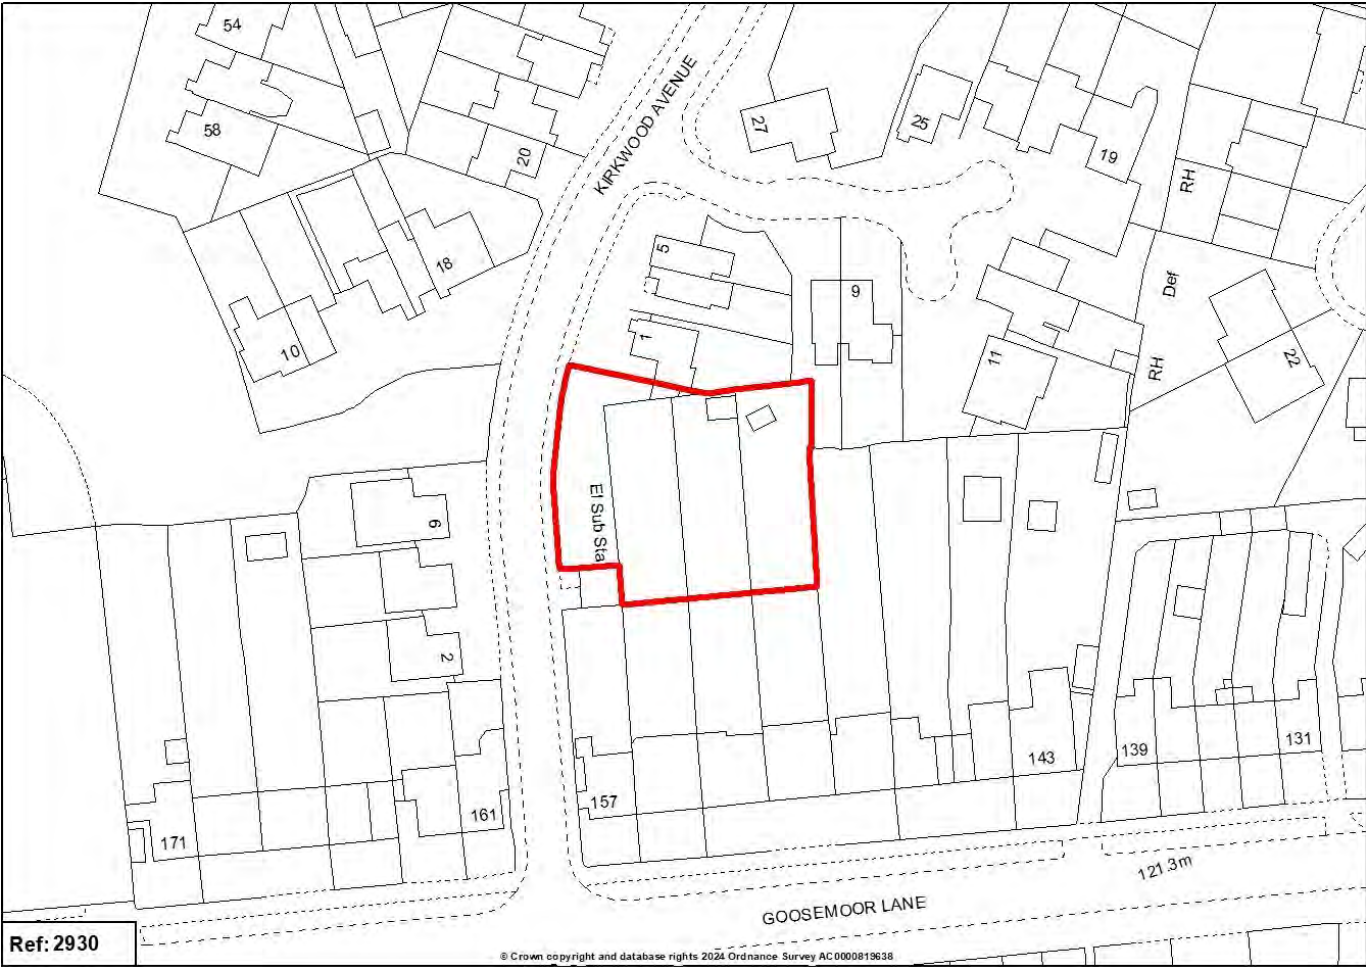 54
58
20
KIRKWOOD AVENUE
27
25
19
RH
18
5
9
Def
10
1
11
RH
22
El Sub Sta
6
2
143
139
131
157
161
171
121.3m
GOOSEMOOR LANE
Ref: 2930
© Crown copyright and database rights 2024 Ordnance Survey AC0000819638